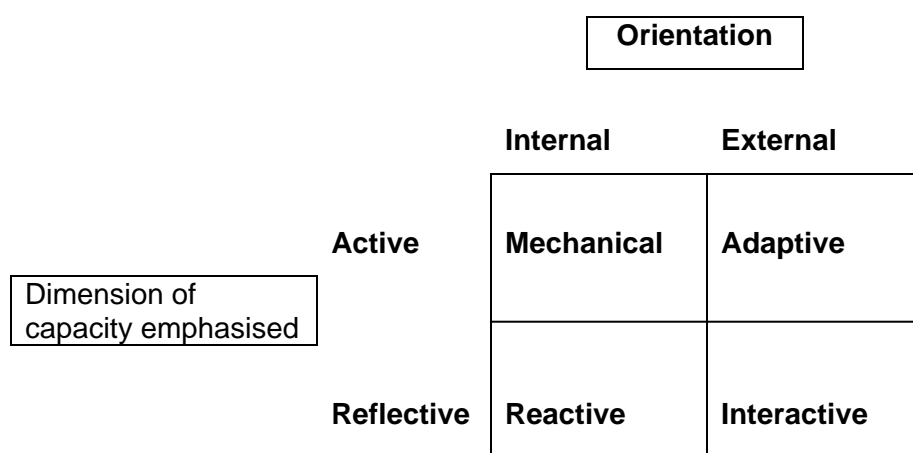 Orientation
Internal External
Active Mechanical Adaptive
Dimension of
capacity emphasised
Reflective Reactive Interactive